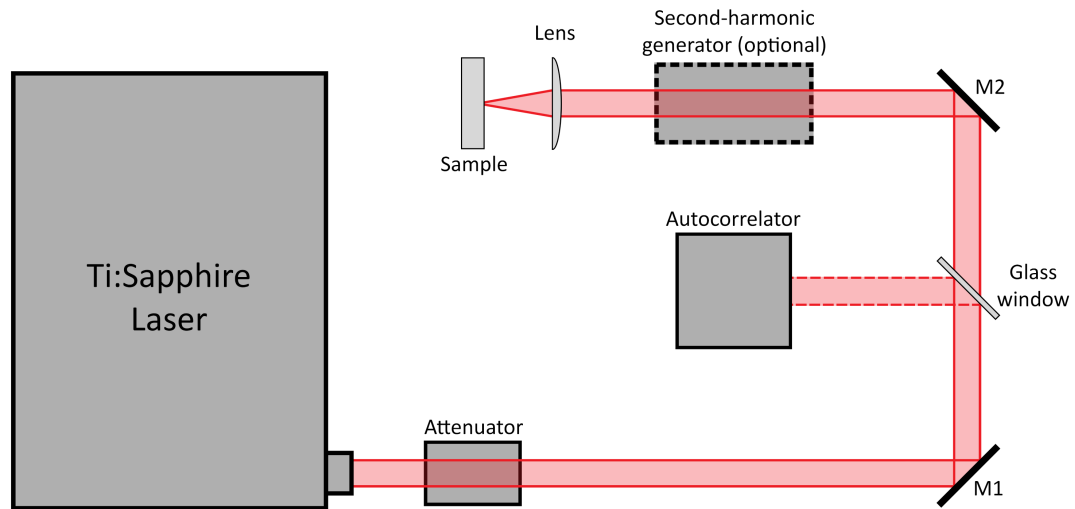 Second-harmonic
generator (optional)
Lens
M2
Sample
Autocorrelator
Glass
window
Ti:Sapphire
Laser
Attenuator
M1